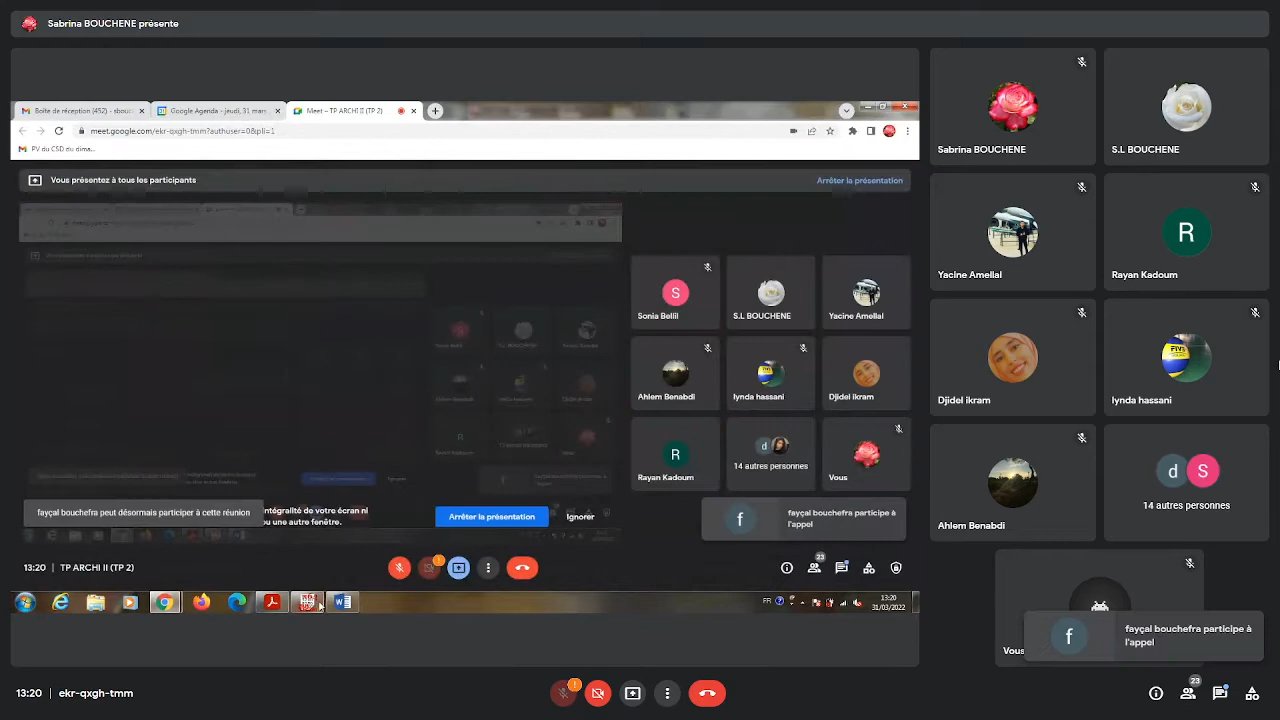 Sabrina BOUCHENE présente
Boîte de réception (452) - sbou
Google Agenda - jeudi, 31 mars
Meet – TP ARCHI II (TP 2)
meet.google.com/ekr-qxgh-tmm?authuser=0&pli=1
PV du CSD du dima...
Vous présentez à tous les participants
Arrêter la présentation
Sonia Bellil
S.L BOUCHENE
Yacine Amellal
Ahlem Benabdi
lynda hassani
Djidel ikram
R
Rayan Kadoum
d
14 autres personnes
Vous
S
fayçal bouchefra peut désormais participer à cette réunion
intégralité de votre écran ni
ou une autre fenêtre.
Arrêter la présentation
Ignorer
f
fayçal bouchefra participe à
l'appel
13:20 | TP ARCHI II (TP 2)
23
FR
13:20
31/03/2022
Sabrina BOUCHENE
S.L BOUCHENE
Yacine Amellal
R
Rayan Kadoum
Djidel ikram
lynda hassani
Ahlem Benabdi
d S
14 autres personnes
Vous
f
fayçal bouchefra participe à
l'appel
13:20 | ekr-qxgh-tmm
23